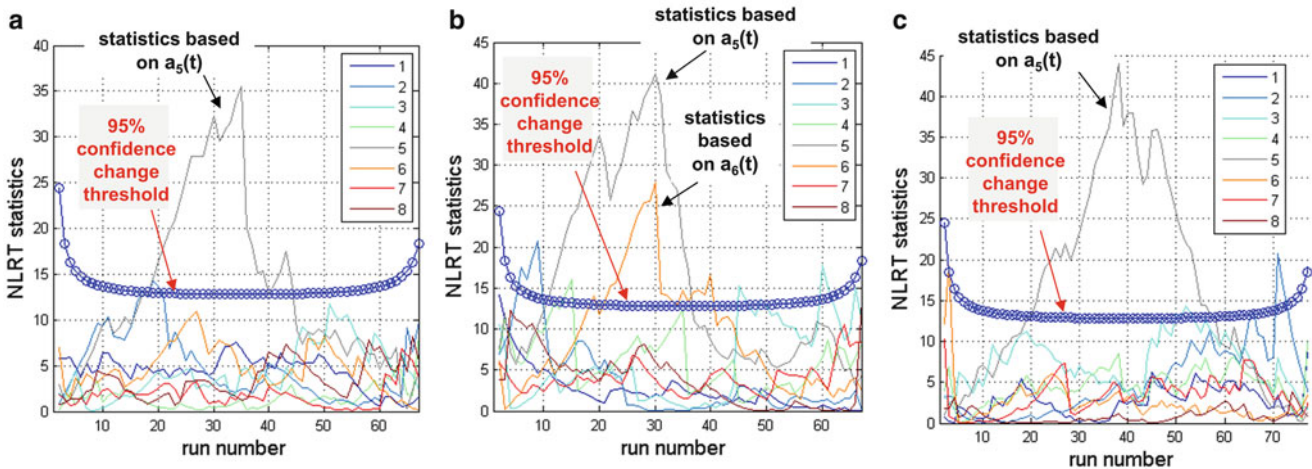 a
statistics based
on a5(t)
95%
confidence
change
threshold
NLRT statistics
40
35
30
25
20
15
10
5
0
10 20 30 40 50 60
run number
1
2
3
4
5
6
7
8
b
statistics based
on a5(t)
95%
confidence
change
threshold
statistics
based
on a6(t)
NLRT statistics
45
40
35
30
25
20
15
10
5
0
10 20 30 40 50 60
run number
1
2
3
4
5
6
7
8
c
statistics based
on a5(t)
95%
confidence
change
threshold
NLRT statistics
45
40
35
30
25
20
15
10
5
0
10 20 30 40 50 60 70
run number
1
2
3
4
5
6
7
8